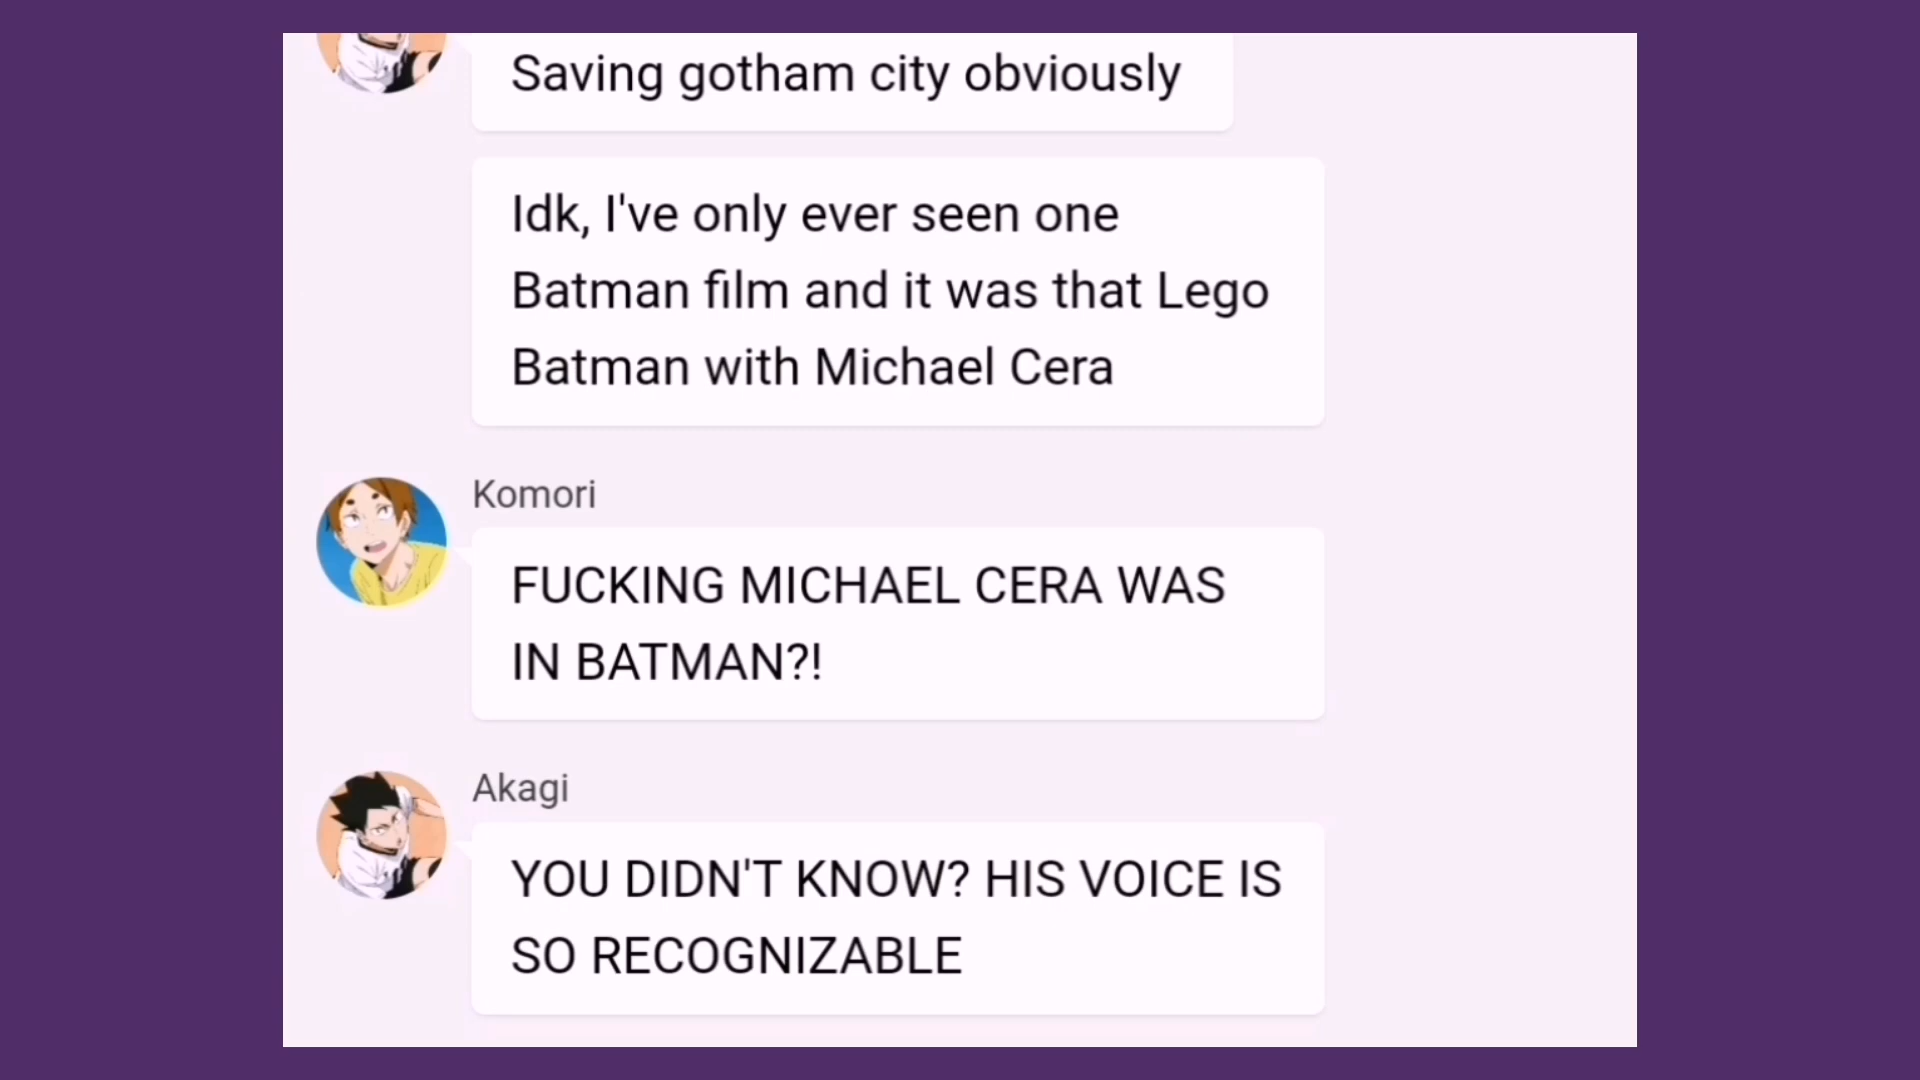 Saving gotham city obviously
Idk, I've only ever seen one
Batman film and it was that Lego
Batman with Michael Cera
Komori
FUCKING MICHAEL CERA WAS
IN BATMAN?!
Akagi
YOU DIDN'T KNOW? HIS VOICE IS
SO RECOGNIZABLE